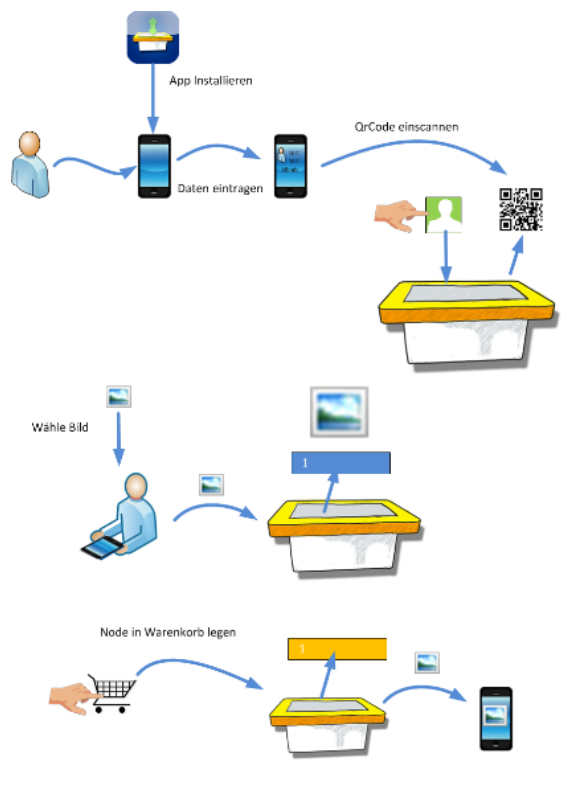 App Installieren
QrCode einscannen
Daten eintragen
Wähle Bild
1
Node in Warenkorb legen
1